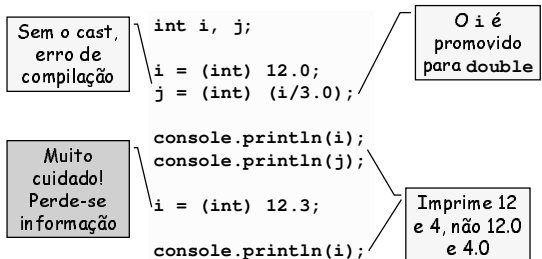 Sem o cast,
erro de
compilação
int i, j;
i = (int) 12.0;
j = (int) (i/3.0);
O i é
promovido
para double
console.println(i);
console.println(j);
Muito
cuidado!
Perde-se
informação
i = (int) 12.3;
console.println(i);
Imprime 12
e 4, não 12.0
e 4.0